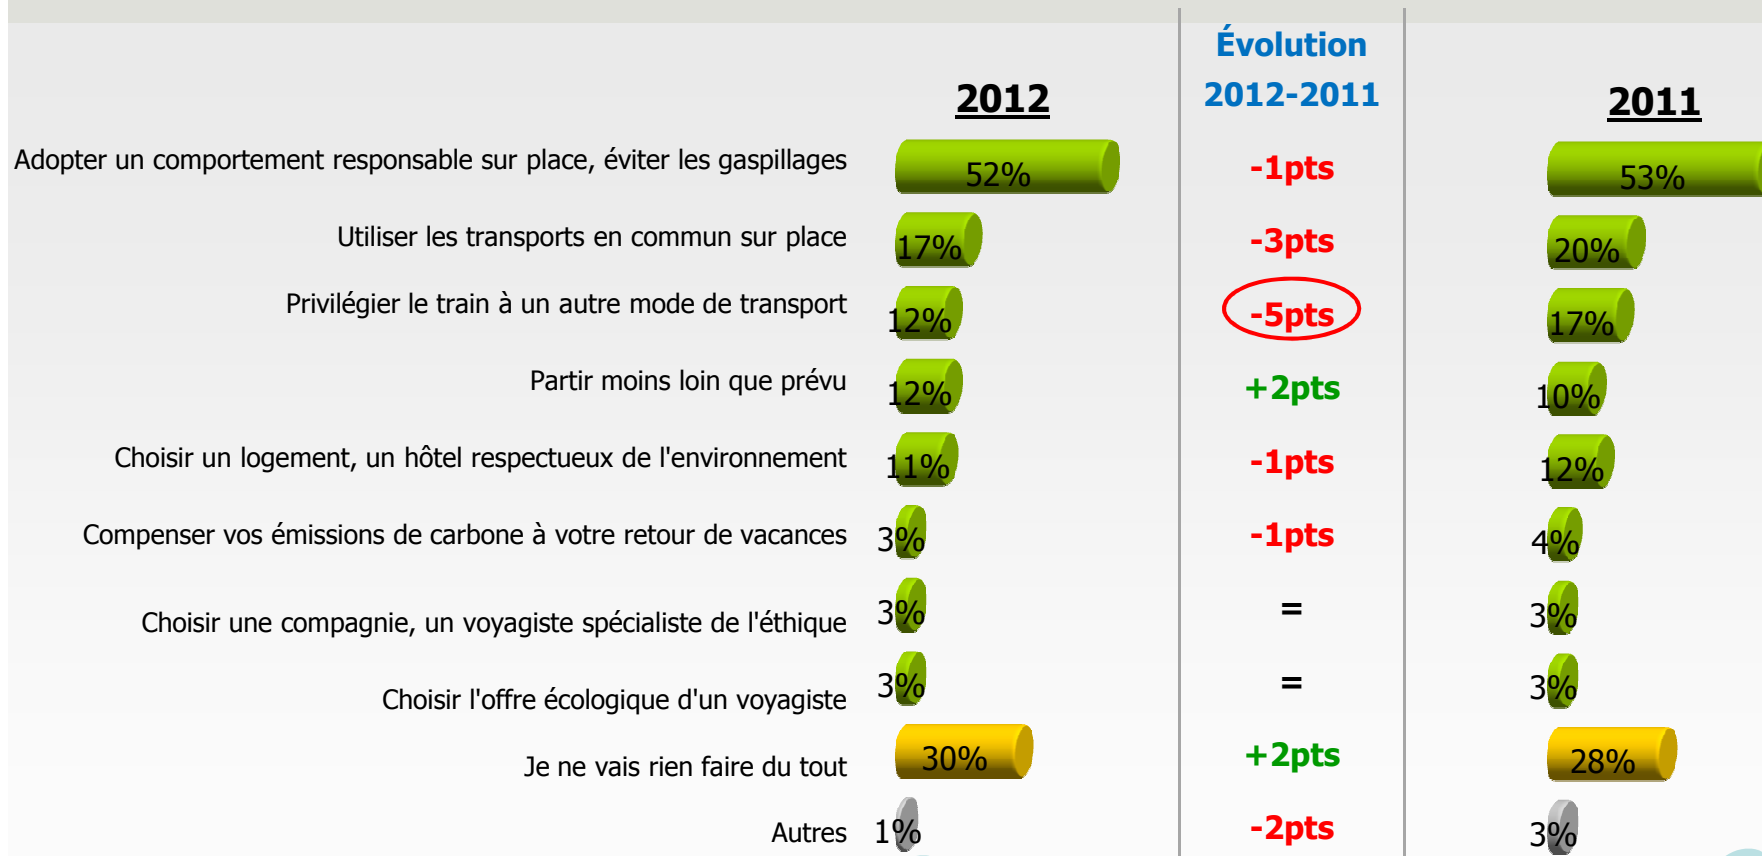 Évolution
2012 2012-2011 2011
Adopter un comportement responsable sur place, éviter les gaspillages 52% -1pts 53%
Utiliser les transports en commun sur place 17% -3pts 20%
Privilégier le train à un autre mode de transport 12% -5pts 17%
Partir moins loin que prévu 12% +2pts 10%
Choisir un logement, un hôtel respectueux de l'environnement 11% -1pts 12%
Compenser vos émissions de carbone à votre retour de vacances 3% -1pts 4%
Choisir une compagnie, un voyagiste spécialiste de l'éthique 3% = 3%
Choisir l'offre écologique d'un voyagiste 3% = 3%
Je ne vais rien faire du tout 30% +2pts 28%
Autres 1% -2pts 3%